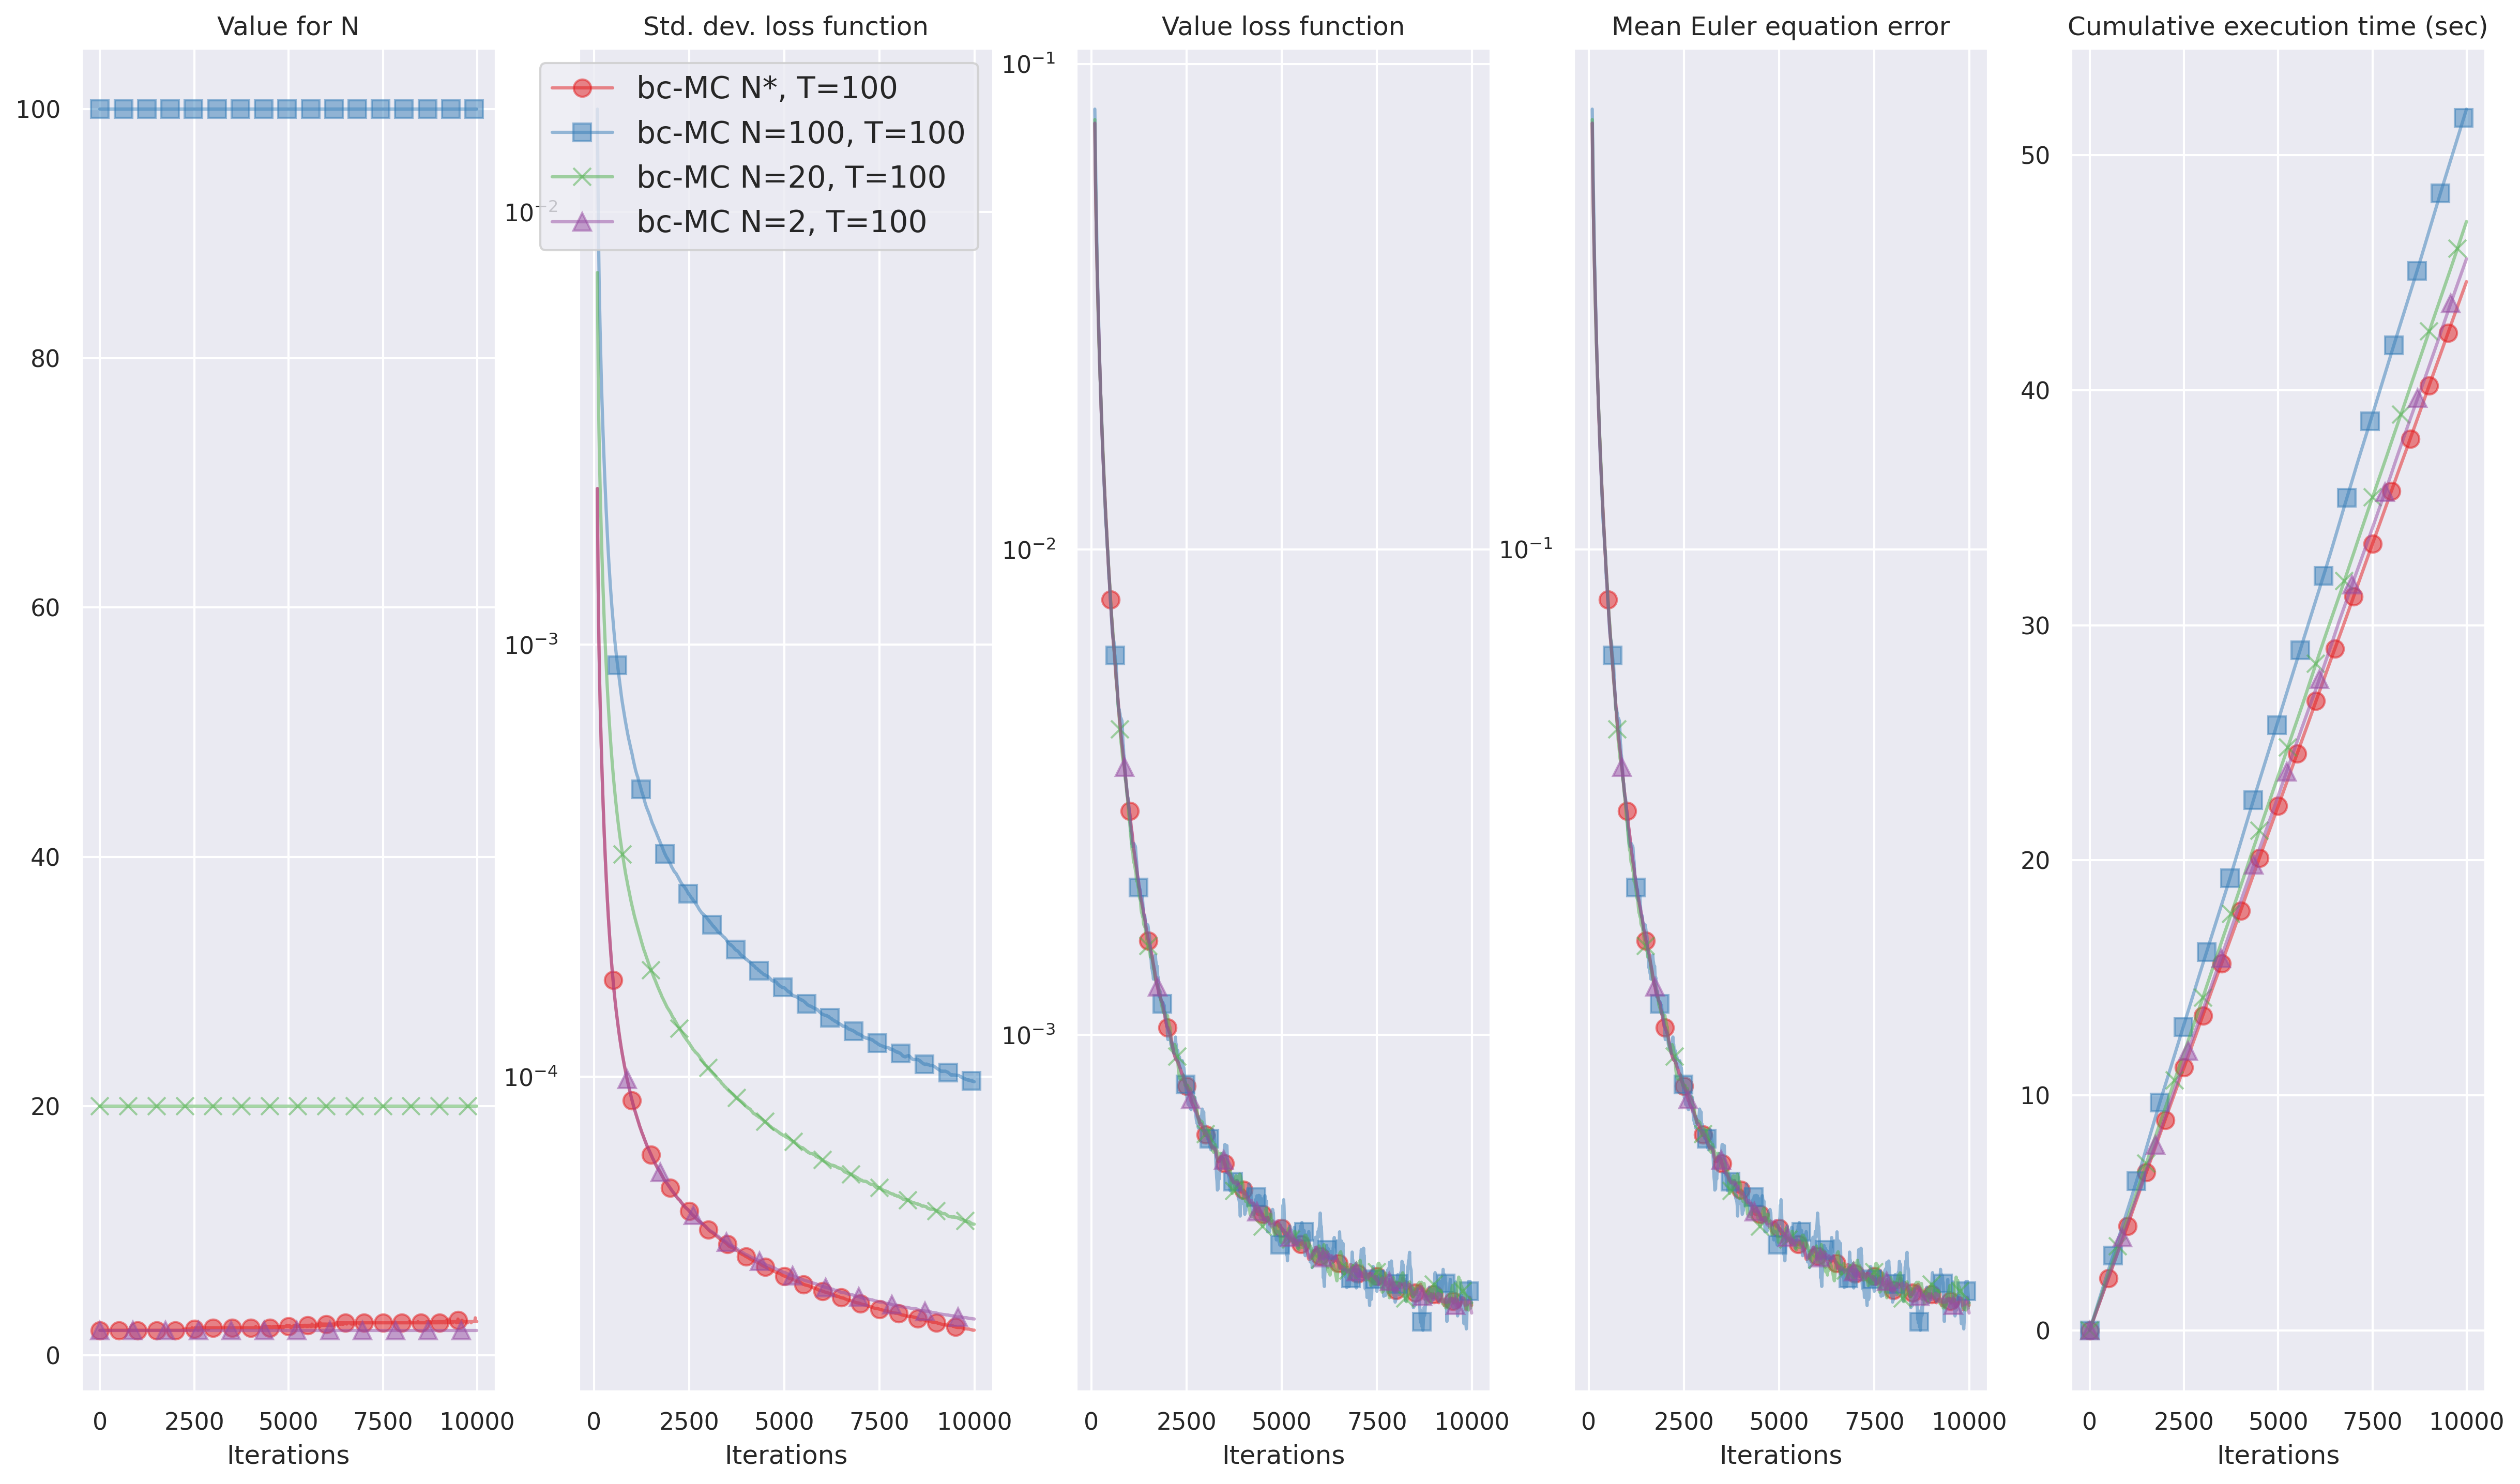 Value for N
Std. dev. loss function
Value loss function
Mean Euler equation error
Cumulative execution time (sec)
bc-MC N*, T=100
bc-MC N=100, T=100
bc-MC N=20, T=100
bc-MC N=2, T=100
100
80
60
40
20
0
0 2500 5000 7500 10000
Iterations
10⁻²
10⁻³
10⁻⁴
0 2500 5000 7500 10000
Iterations
10⁻¹
10⁻²
10⁻³
0 2500 5000 7500 10000
Iterations
10⁻¹
0 2500 5000 7500 10000
Iterations
50
40
30
20
10
0
0 2500 5000 7500 10000
Iterations